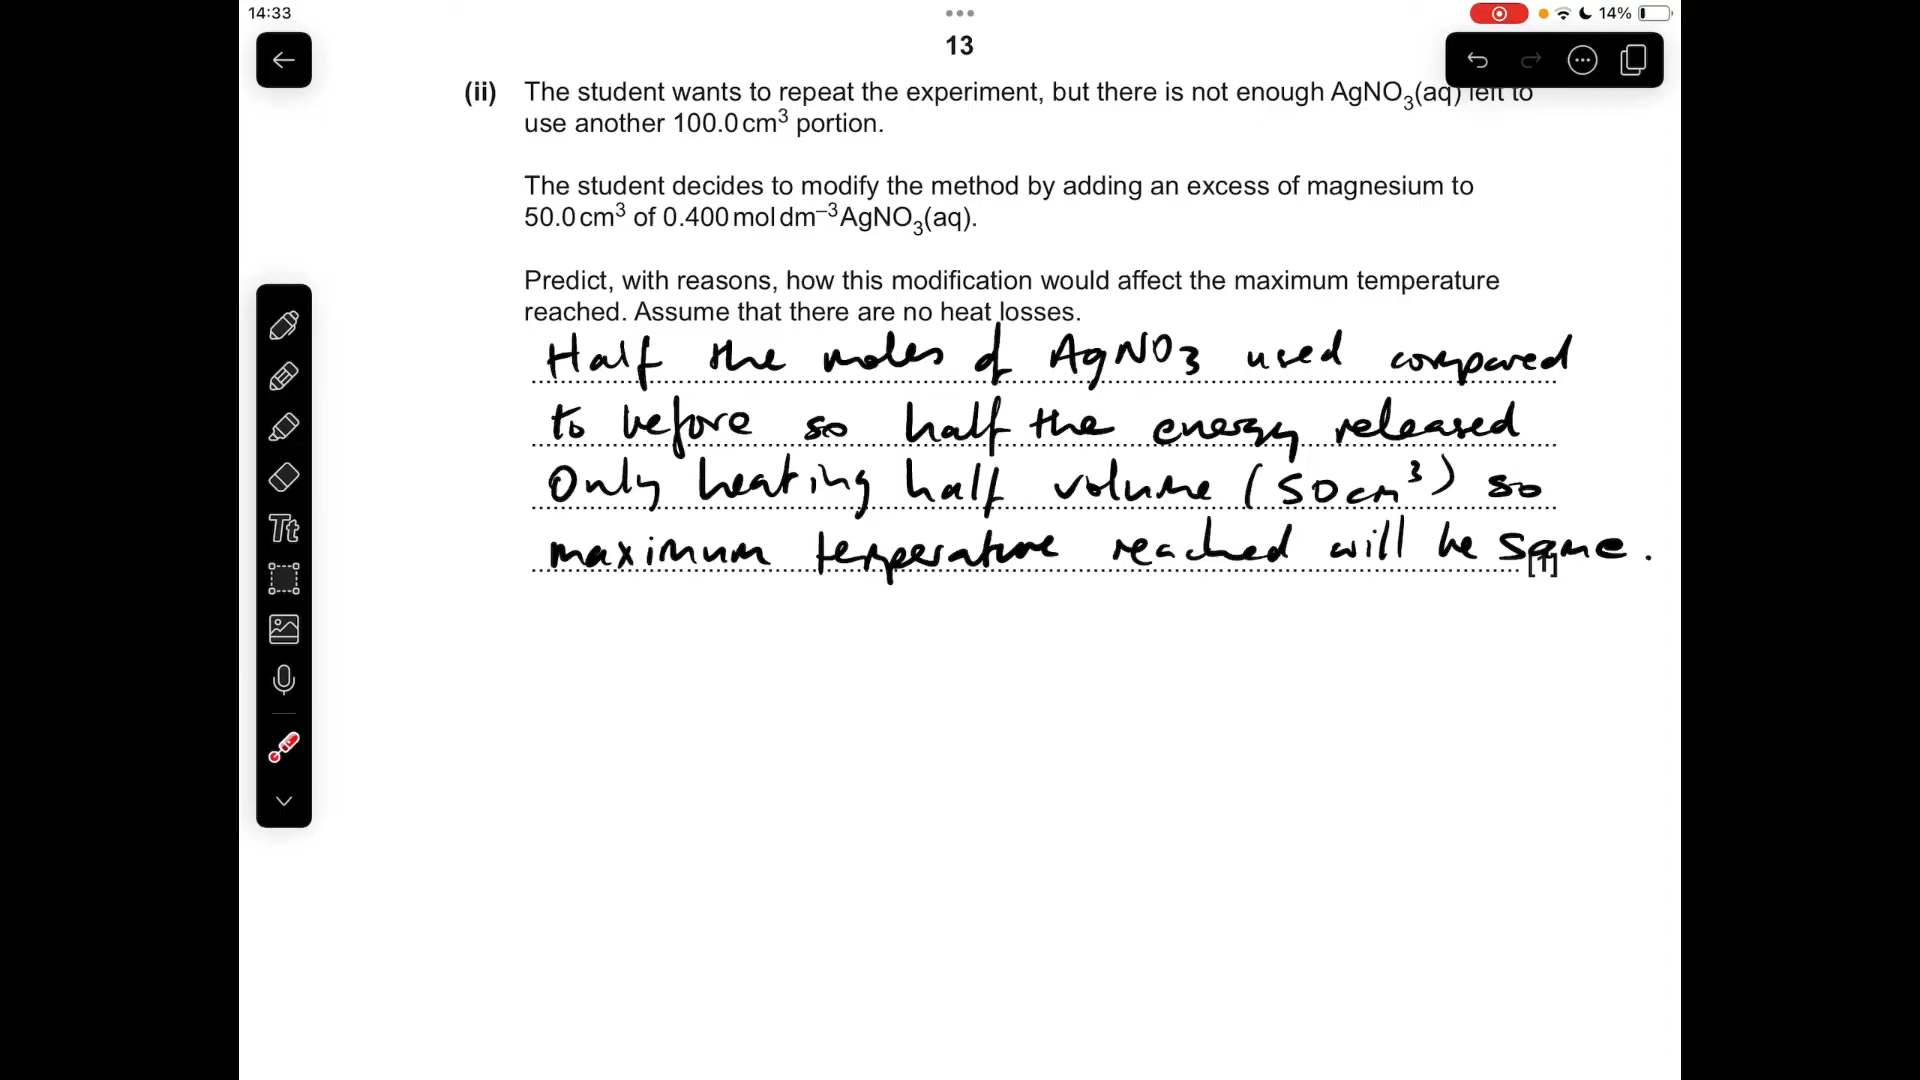 14:33
14%
13
(ii) The student wants to repeat the experiment, but there is not enough AgNO₃(aq) left to
use another 100.0 cm³ portion.
The student decides to modify the method by adding an excess of magnesium to
50.0 cm³ of 0.400 mol dm⁻³ AgNO₃(aq).
Predict, with reasons, how this modification would affect the maximum temperature
reached. Assume that there are no heat losses.
Half the moles of AgNO3 used compared
to before so half the energy released
Only heating half volume (50cm³) so
maximum temperature reached will be same.
[1]
Tt